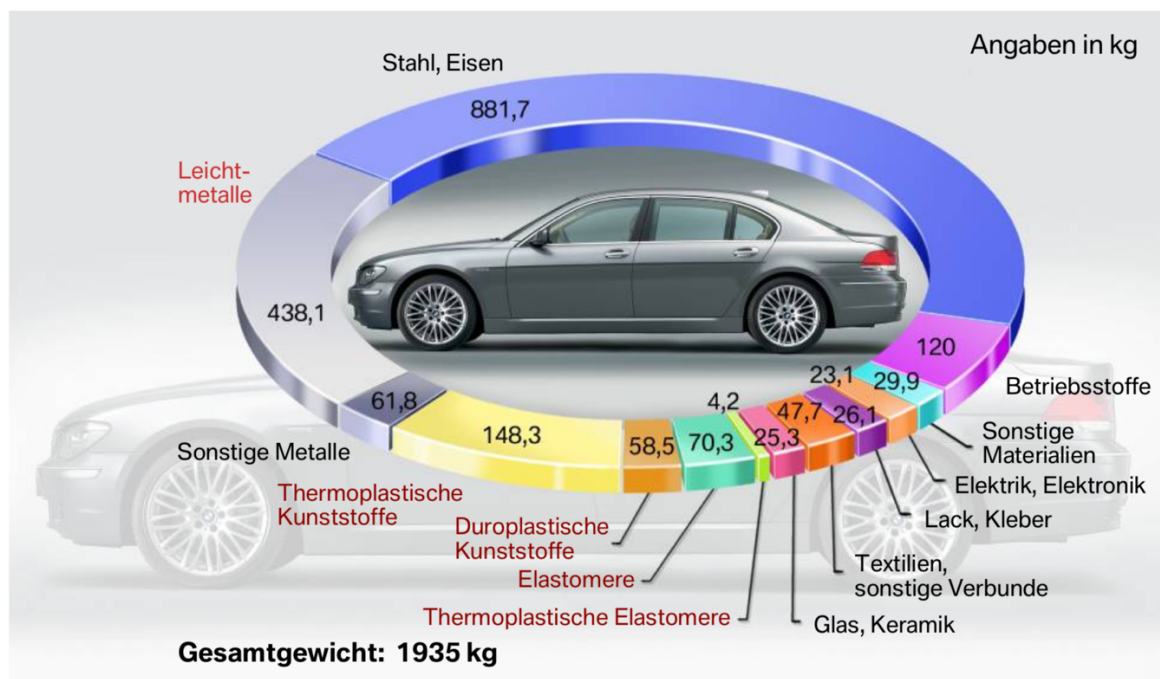 Angaben in kg
Stahl, Eisen
881,7
Leicht-
metalle
438,1
120
23,1
29,9
Betriebsstoffe
61,8
4,2
47,7
26,1
148,3
58,5
70,3
25,3
Sonstige Metalle
Sonstige
Materialien
Thermoplastische
Kunststoffe
Elektrik, Elektronik
Duroplastische
Kunststoffe
Lack, Kleber
Elastomere
Textilien,
sonstige Verbunde
Thermoplastische Elastomere
Glas, Keramik
Gesamtgewicht: 1935 kg